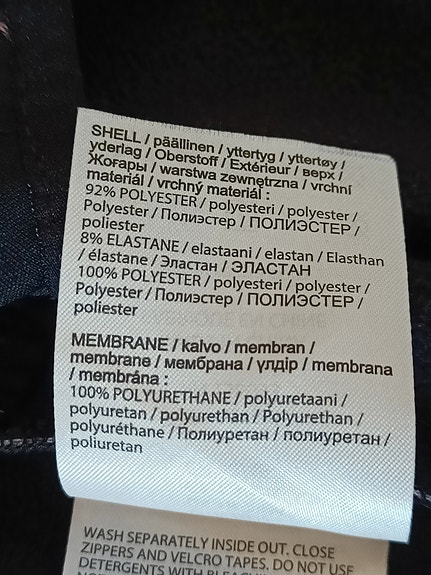 SHELL / päällinen / yttertyg / yttertøy /
yderlag / Oberstoff / Extérieur / верх /
Жоғары / warstwa zewnętrzna / vrchní
materiál / vrchný materiál :
92% POLYESTER / polyesteri / polyester /
Polyester / Полиэстер / ПОЛИЭСТЕР /
poliester
8% ELASTANE / elastaani / elastan / Elasthan
/ élastane / Эластан / ЭЛАСТАН
100% POLYESTER / polyesteri / polyester /
Polyester / Полиэстер / ПОЛИЭСТЕР /
poliester
MEMBRANE / kalvo / membran /
membrane / мембрана / үлдір / membrana
/ membrána :
100% POLYURETHANE / polyuretaani /
polyuretan / polyurethan / Polyurethan /
polyuréthane / Полиуретан / полиуретан /
poliuretan
WASH SEPARATELY INSIDE OUT. CLOSE
ZIPPERS AND VELCRO TAPES. DO NOT USE
DETERGENTS WITH